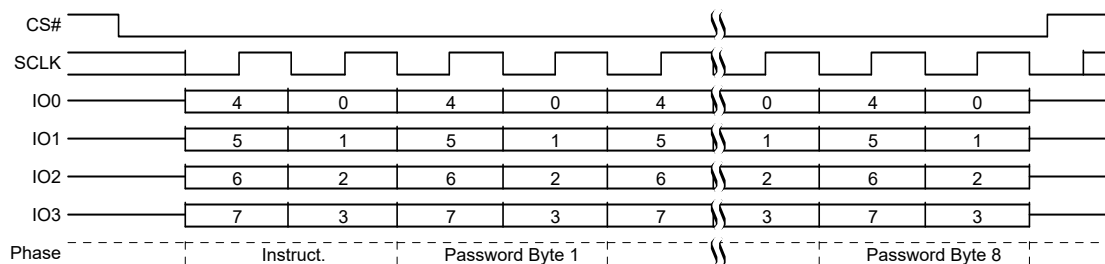 CS#
SCLK
IO0 4 0 4 0 4 0 4 0
IO1 5 1 5 1 5 1 5 1
IO2 6 2 6 2 6 2 6 2
IO3 7 3 7 3 7 3 7 3
Phase Instruct. Password Byte 1 Password Byte 8